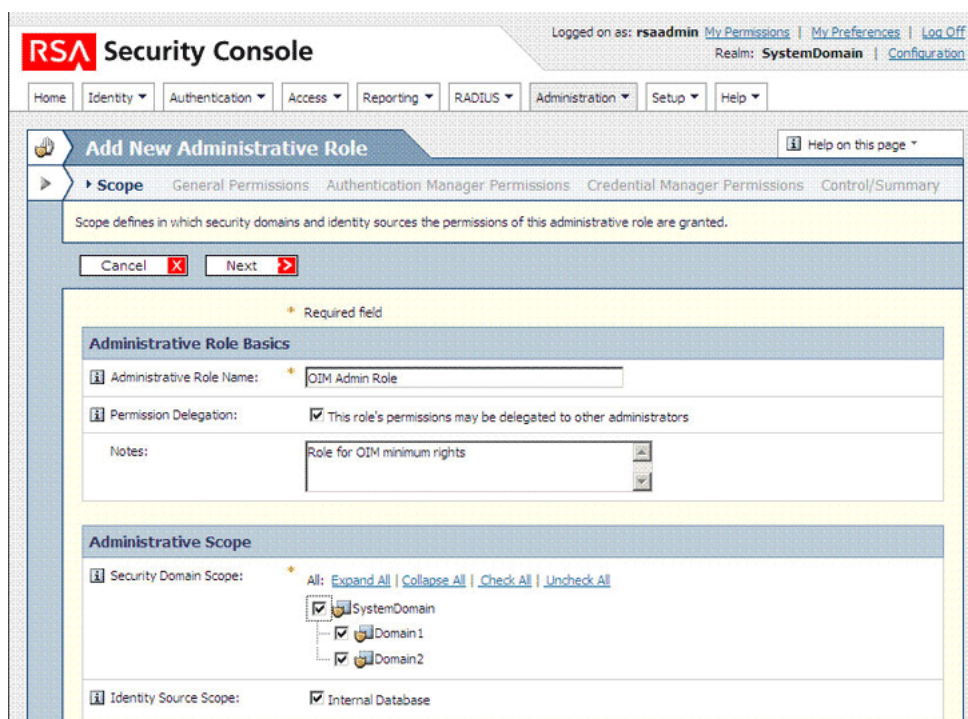 Logged on as: rsaadmin My Permissions | My Preferences | Log Off
RSA Security Console
Realm: SystemDomain | Configuration
Home Identity Authentication Access Reporting RADIUS Administration Setup Help
Add New Administrative Role
Help on this page
Scope General Permissions Authentication Manager Permissions Credential Manager Permissions Control/Summary
Scope defines in which security domains and identity sources the permissions of this administrative role are granted.
Cancel X Next
* Required field
Administrative Role Basics
Administrative Role Name: * OIM Admin Role
Permission Delegation: This role's permissions may be delegated to other administrators
Notes: Role for OIM minimum rights
Administrative Scope
Security Domain Scope: * All: Expand All | Collapse All | Check All | Uncheck All
SystemDomain
Domain1
Domain2
Identity Source Scope: Internal Database